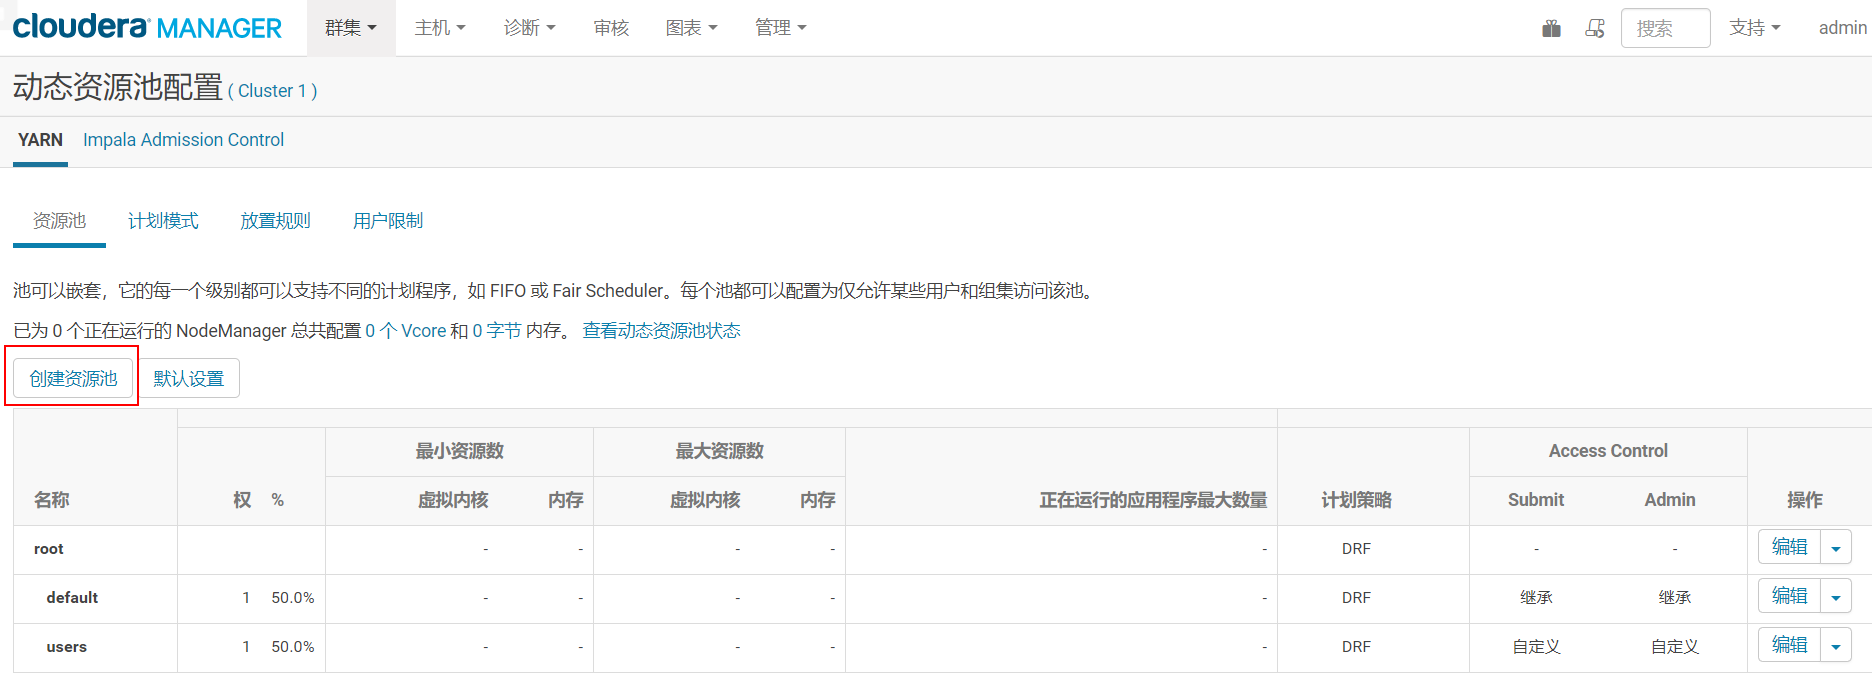 cloudera MANAGER 群集 主机 诊断 审核 图表 管理 搜索 支持 admin
动态资源池配置 ( Cluster 1 )
YARN Impala Admission Control
资源池 计划模式 放置规则 用户限制
池可以嵌套，它的每一个级别都可以支持不同的计划程序，如 FIFO 或 Fair Scheduler。每个池都可以配置为仅允许某些用户和组集访问该池。
已为 0 个正在运行的 NodeManager 总共配置 0 个 Vcore 和 0 字节 内存。 查看动态资源池状态
创建资源池 默认设置
最小资源数 最大资源数 Access Control
名称 权 % 虚拟内核 内存 虚拟内核 内存 正在运行的应用程序最大数量 计划策略 Submit Admin 操作
root - - - - - DRF - - 编辑
default 1 50.0% - - - - - DRF 继承 继承 编辑
users 1 50.0% - - - - - DRF 自定义 自定义 编辑